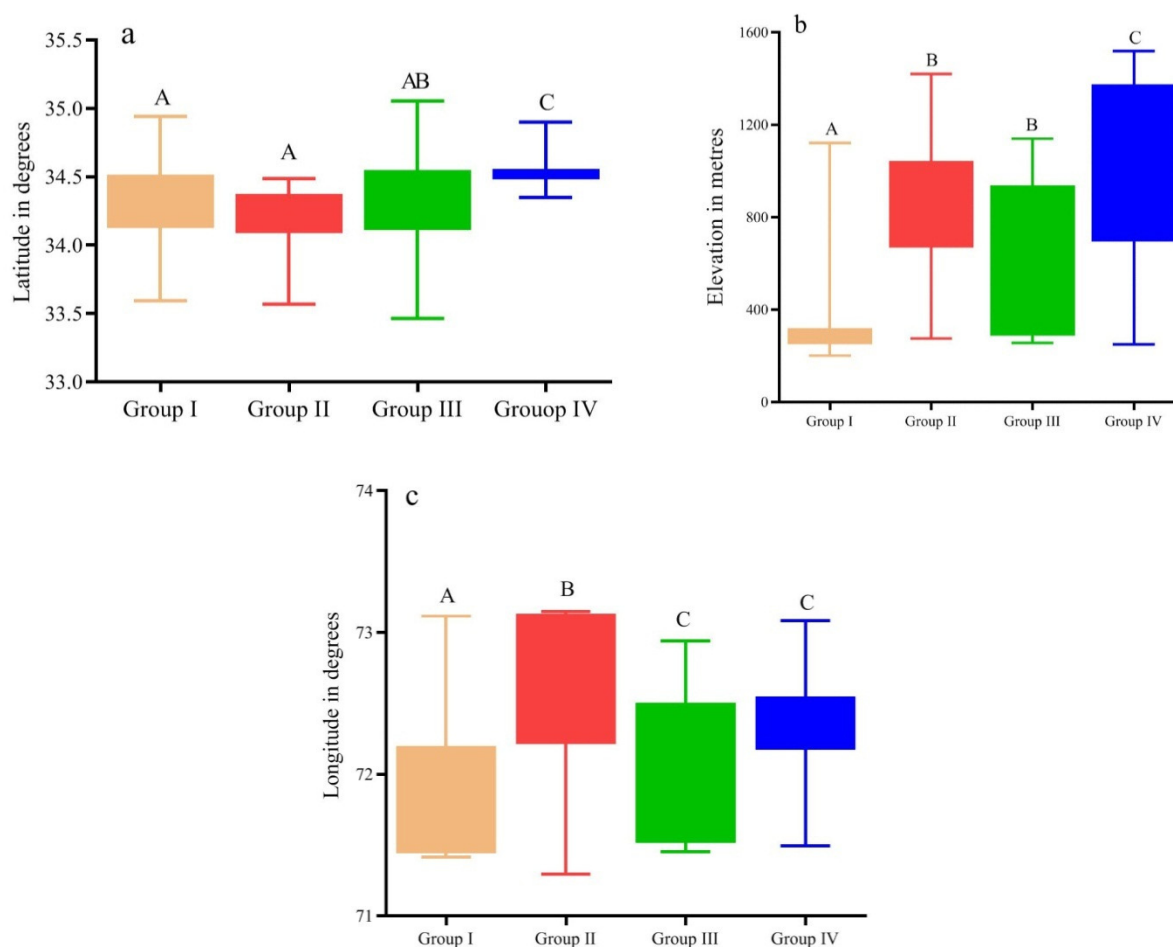 a
Latitude in degrees
35.5
35.0
34.5
34.0
33.5
33.0
A
A
AB
C
Group I
Group II
Group III
Grouop IV
b
Elevation in metres
1600
1200
800
400
0
A
B
B
C
Group I
Group II
Group III
Group IV
c
Longitude in degrees
74
73
72
71
A
B
C
C
Group I
Group II
Group III
Group IV